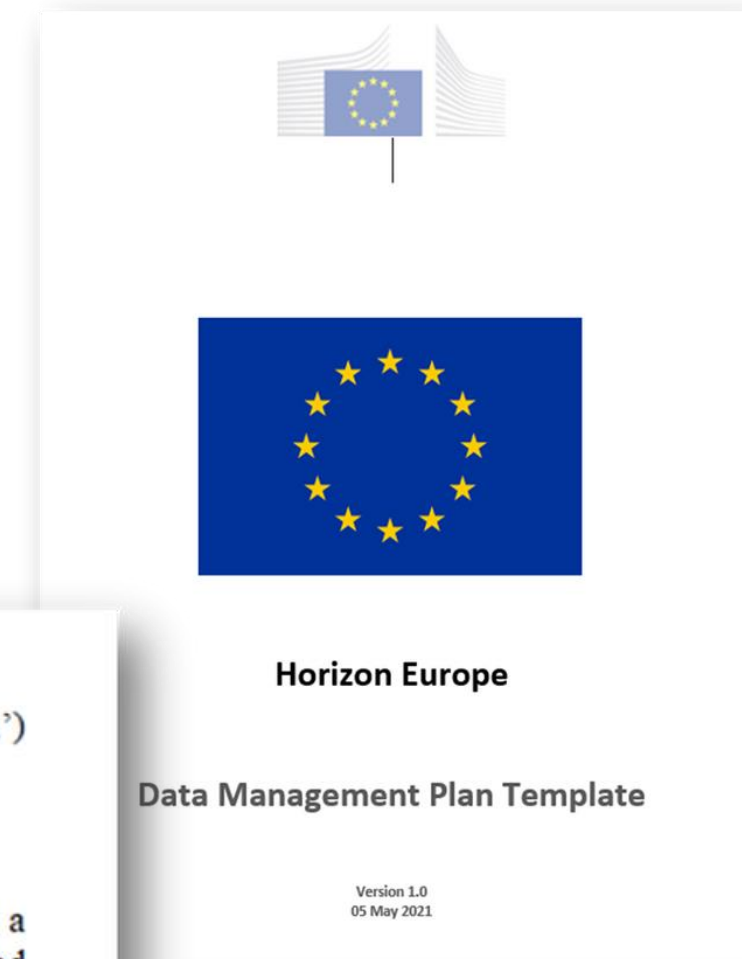 Horizon Europe
Data Management Plan Template
Version 1.0
05 May 2021
’)
a